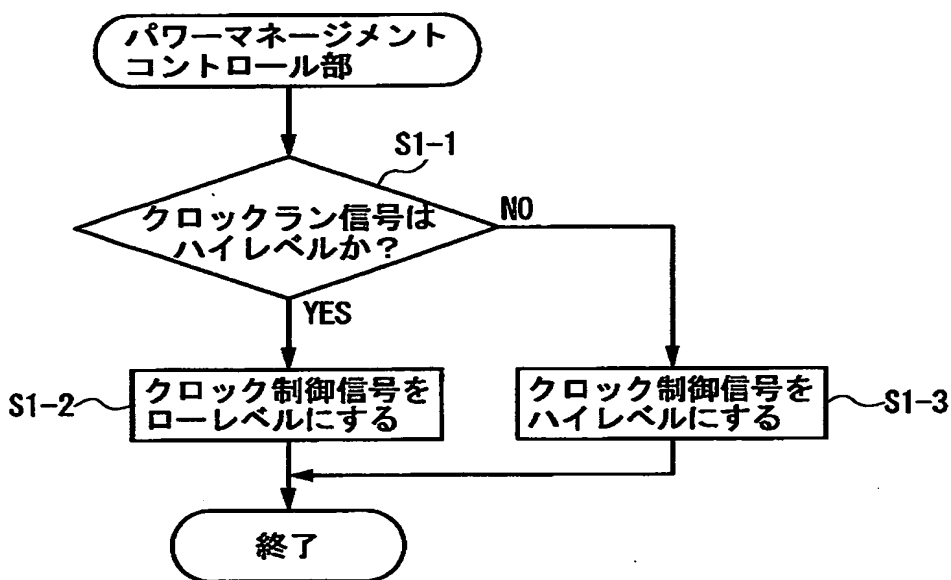 パワーマネージメント
コントロール部
S1-1
クロックラン信号は
ハイレベルか?
NO
YES
S1-2
クロック制御信号を
ローレベルにする
クロック制御信号を
ハイレベルにする
S1-3
終了